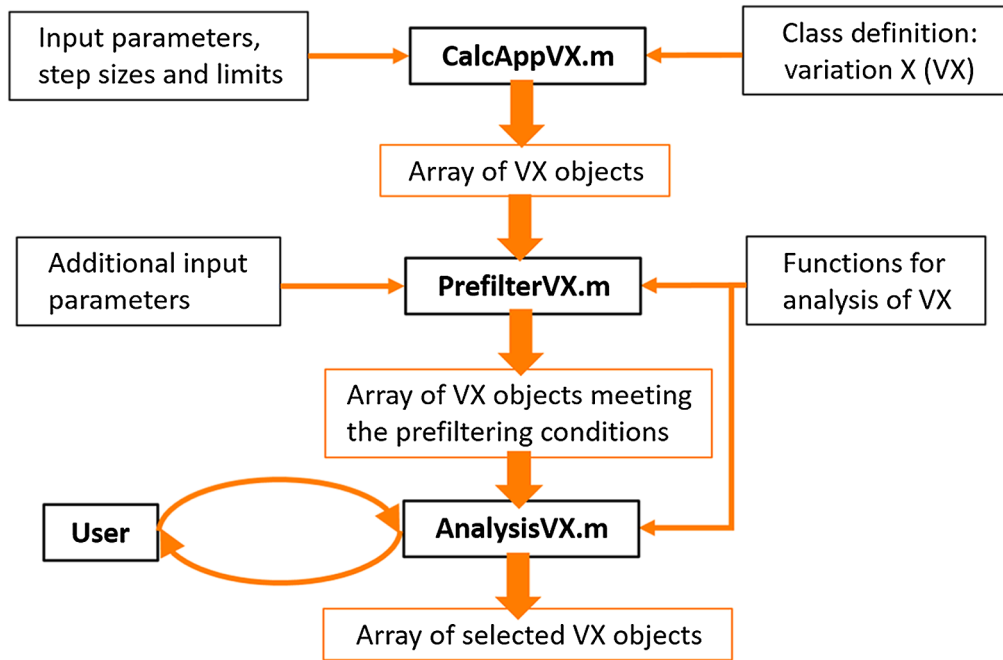 Input parameters,
step sizes and limits
CalcAppVX.m
Class definition:
variation X (VX)
Array of VX objects
Additional input
parameters
PrefilterVX.m
Functions for
analysis of VX
Array of VX objects meeting
the prefiltering conditions
User
AnalysisVX.m
Array of selected VX objects